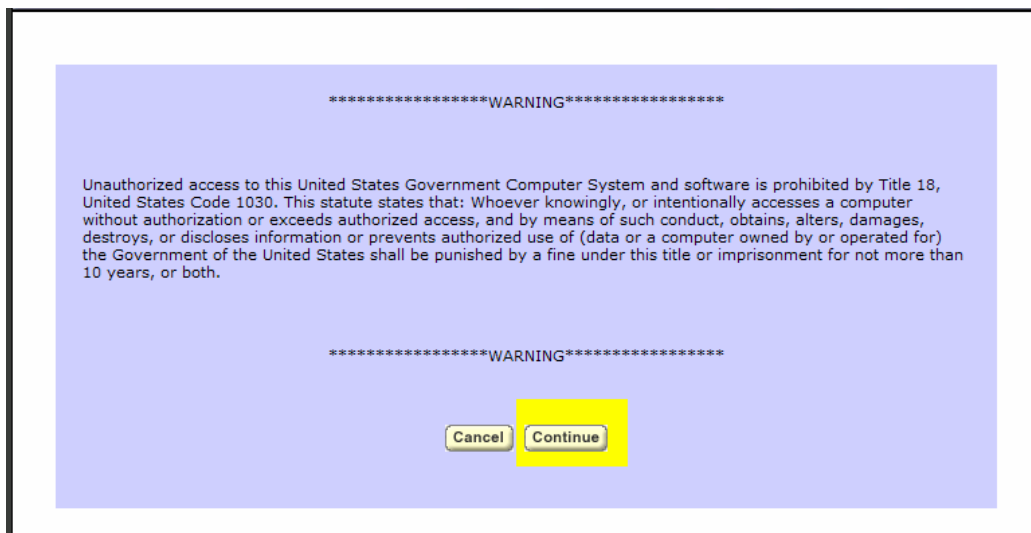 *****************WARNING*****************
Unauthorized access to this United States Government Computer System and software is prohibited by Title 18,
United States Code 1030. This statute states that: Whoever knowingly, or intentionally accesses a computer
without authorization or exceeds authorized access, and by means of such conduct, obtains, alters, damages,
destroys, or discloses information or prevents authorized use of (data or a computer owned by or operated for)
the Government of the United States shall be punished by a fine under this title or imprisonment for not more than
10 years, or both.
*****************WARNING*****************
Cancel Continue